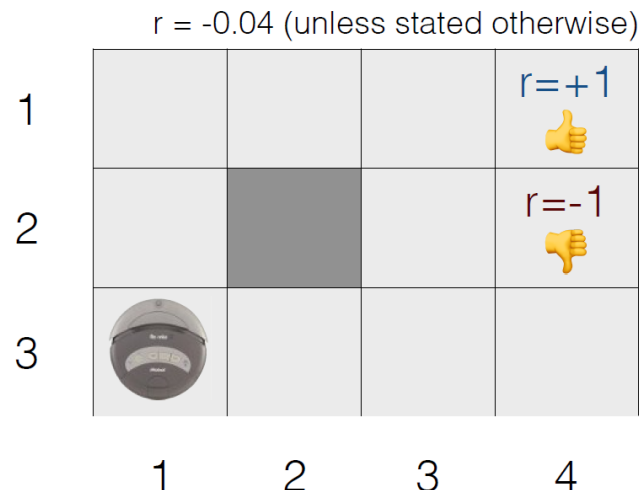 r = -0.04 (unless stated otherwise)
1
r=+1
2
r=-1
3
1 2 3 4